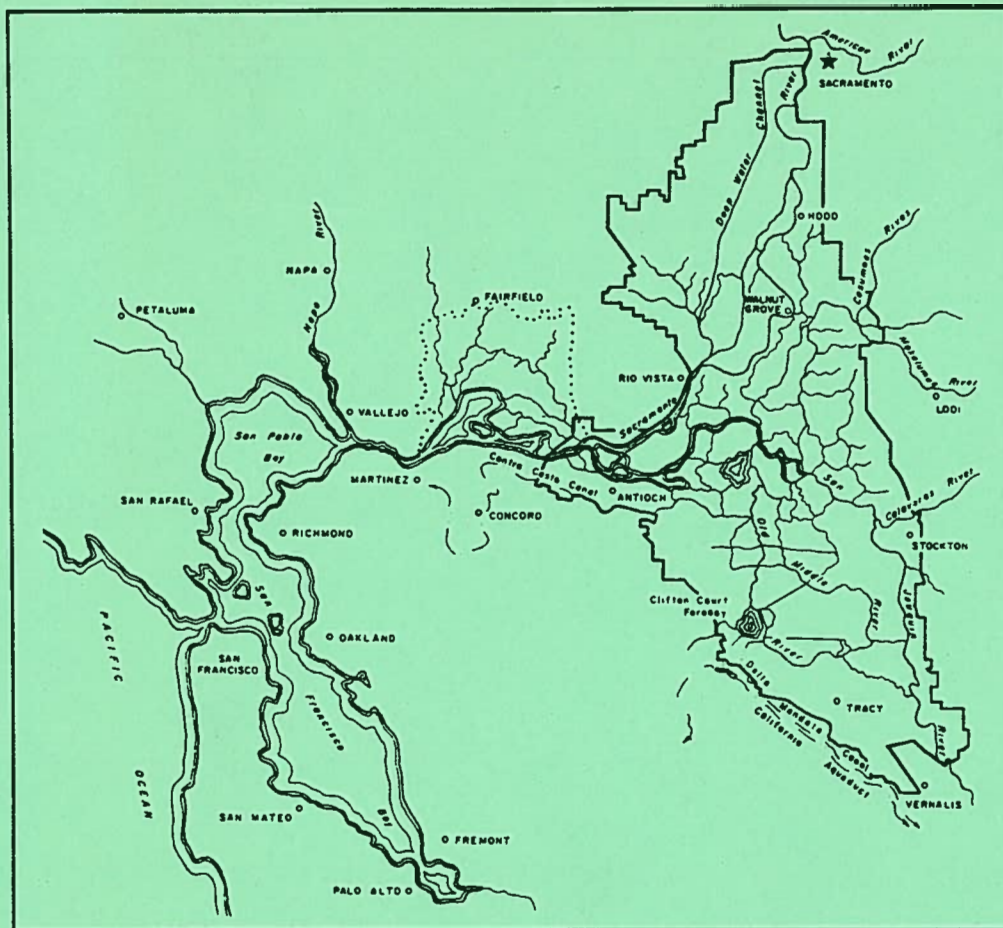 American River
SACRAMENTO
River
Deep Water Channel
HOOD
Cosumnes River
NAPA
Napa River
FAIRFIELD
WALNUT
GROVE
PETALUMA
Mokelumne River
RIO VISTA
LODI
VALLEJO
Sacramento
San Pablo
Bay
Contra Costa Canal
MARTINEZ
ANTIOCH
San
Calaveras River
SAN RAFAEL
CONCORD
RICHMOND
STOCKTON
Old
Middle
River
Joaquin
Clifton Court
Forebay
San
PACIFIC
OAKLAND
River
SAN
FRANCISCO
Delta
Mendota
Canal
TRACY
Francisco
California
Aqueduct
River
OCEAN
VERNALIS
SAN MATEO
Bay
FREMONT
PALO ALTO